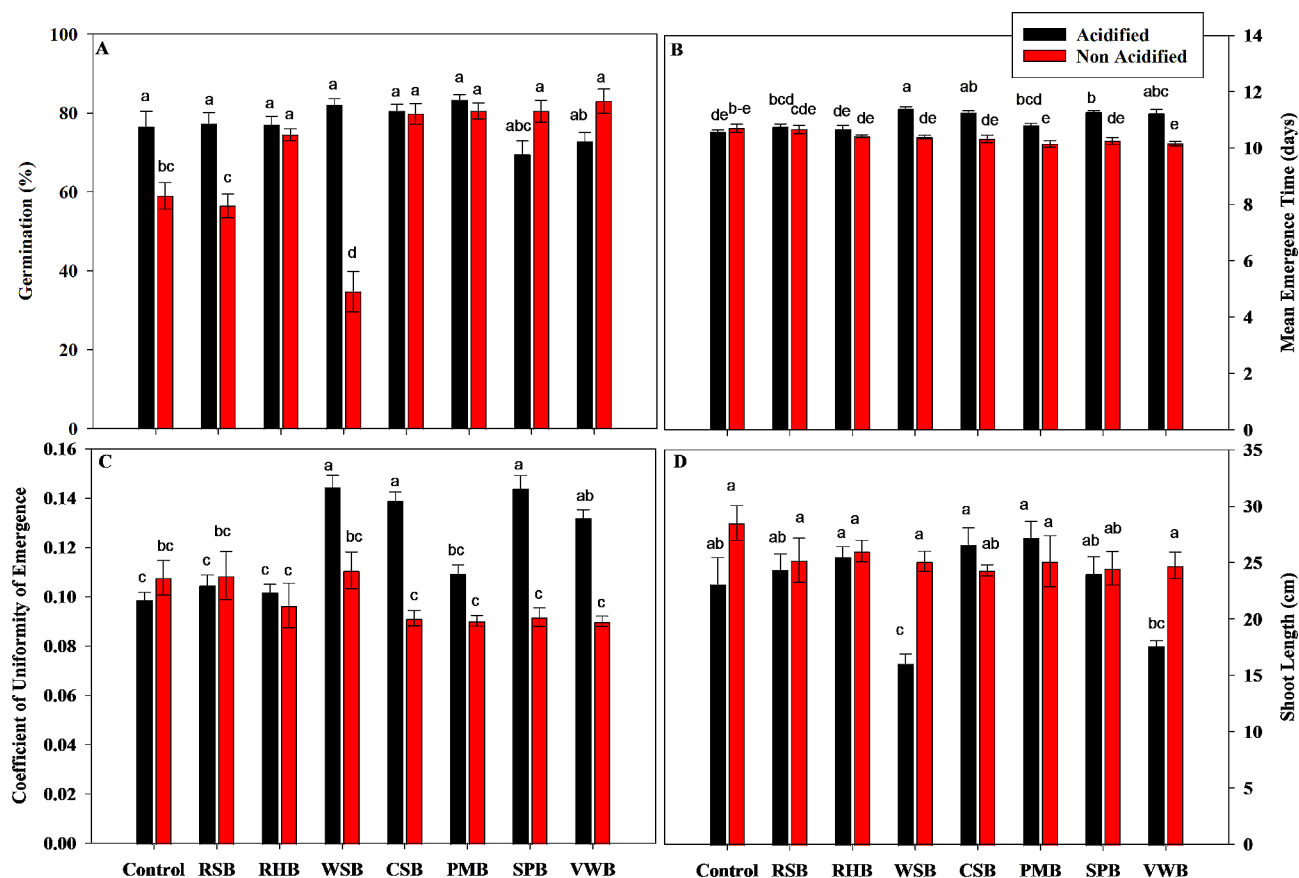 Acidified
Non Acidified
A
Germination (%)
100
80
60
40
20
0
a
bc
a
c
a
a
a
d
a
a
a
a
abc
a
ab
a
B
Mean Emergence Time (days)
14
12
10
8
6
4
2
0
de
b-e
bcd
cde
de
de
a
de
ab
de
bcd
e
b
de
abc
e
C
Coefficient of Uniformity of Emergence
0.16
0.14
0.12
0.10
0.08
0.06
0.04
0.02
0.00
c
bc
c
bc
c
c
a
bc
a
c
bc
c
a
c
ab
c
Control RSB RHB WSB CSB PMB SPB VWB
D
Shoot Length (cm)
35
30
25
20
15
10
5
0
ab
a
ab
a
a
a
c
a
a
ab
a
a
ab
ab
bc
a
Control RSB RHB WSB CSB PMB SPB VWB